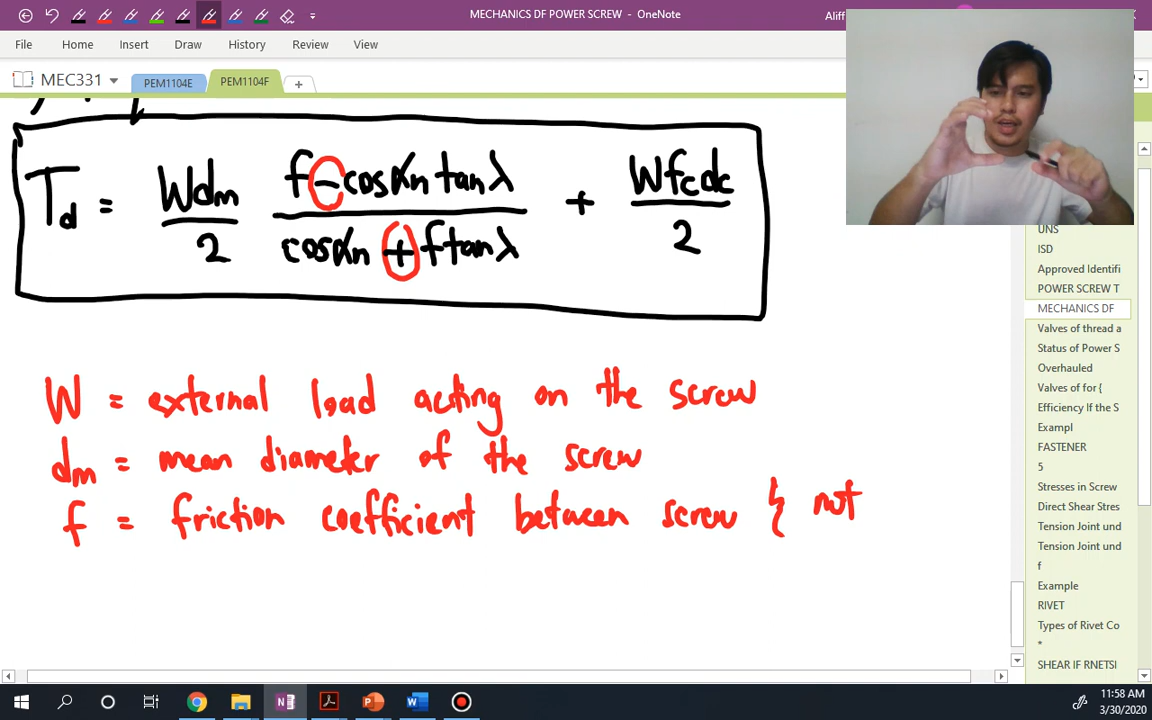 MECHANICS DF POWER SCREW - OneNote
Aliff
File Home Insert Draw History Review View
MEC331 PEM1104E PEM1104F +
Td = Wdm/2 (f - cosαn tanλ)/(cosαn + f tanλ) + Wfcdc/2
W = external load acting on the screw
dm = mean diameter of the screw
f = friction coefficient between screw { not
UNS
ISD
Approved Identifi
POWER SCREW T
MECHANICS DF
Valves of thread a
Status of Power S
Overhauled
Valves of for {
Efficiency If the S
Exampl
FASTENER
5
Stresses in Screw
Direct Shear Stres
Tension Joint und
Tension Joint und
f
Example
RIVET
Types of Rivet Co
*
SHEAR IF RNETSI
11:58 AM
3/30/2020